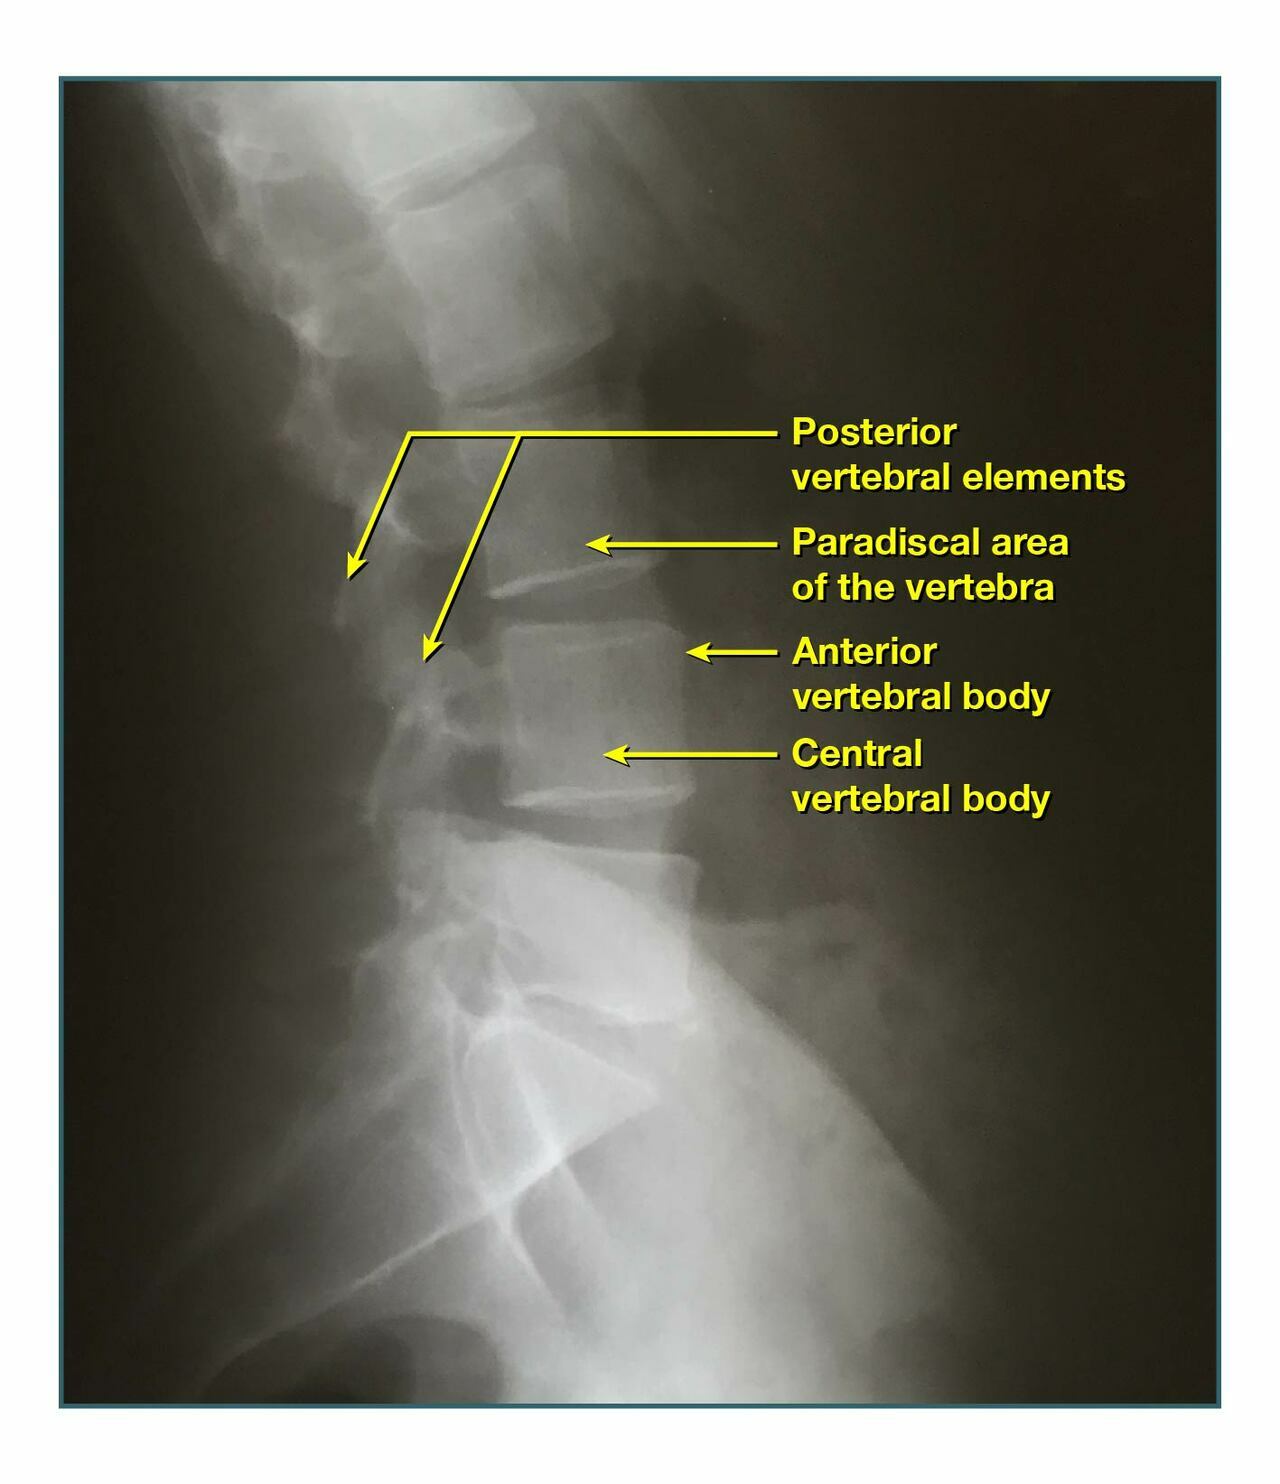 Posterior
vertebral elements
Paradiscal area
of the vertebra
Anterior
vertebral body
Central
vertebral body